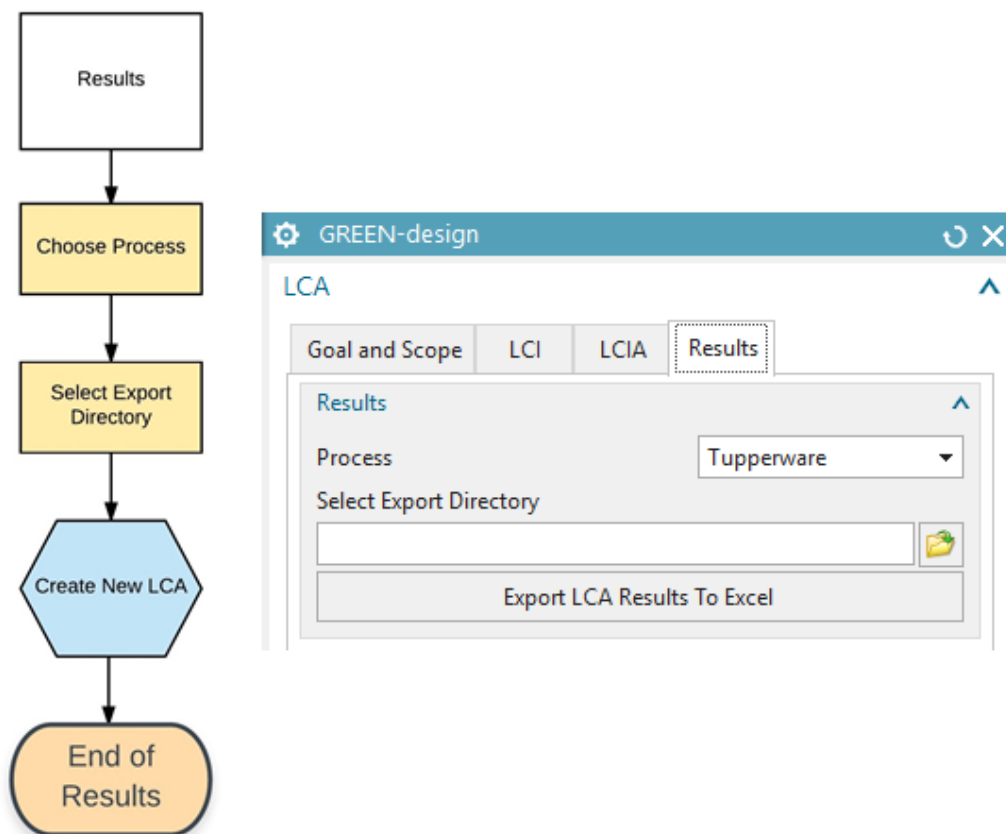 Results
Choose Process
Select Export
Directory
Create New LCA
End of
Results
GREEN-design
LCA
Goal and Scope LCI LCIA Results
Results
Process Tupperware
Select Export Directory
Export LCA Results To Excel